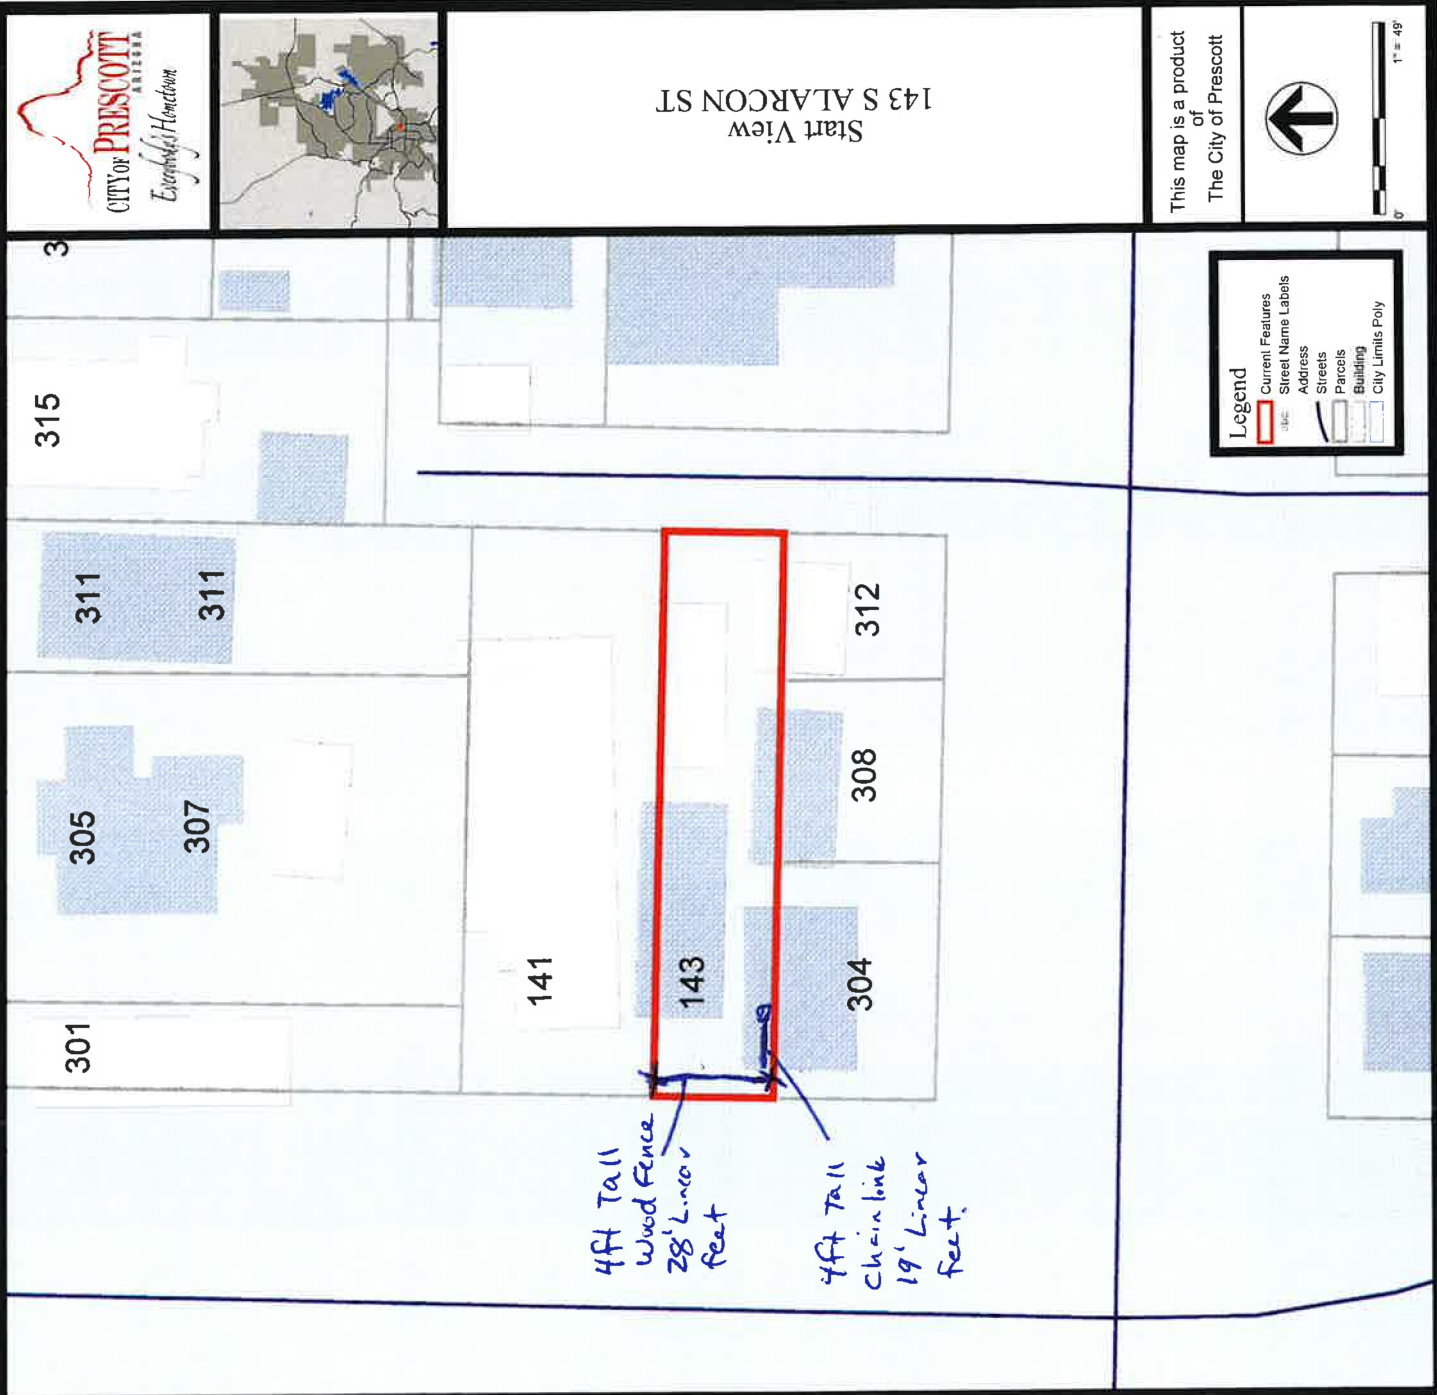 CITY OF PRESCOTT
ARIZONA
Everybody's Hometown
Start View
143 S ALARCON ST
This map is a product
of
The City of Prescott
0'
1" = 49'
Legend
Current Features
abc Street Name Labels
Address
Streets
Parcels
Building
City Limits Poly
3
315
311
311
305
307
301
141
143
312
308
304
4ft Tall
Wood Fence
28' Linear
feet
4ft Tall
Chainlink
19' Linear
feet.